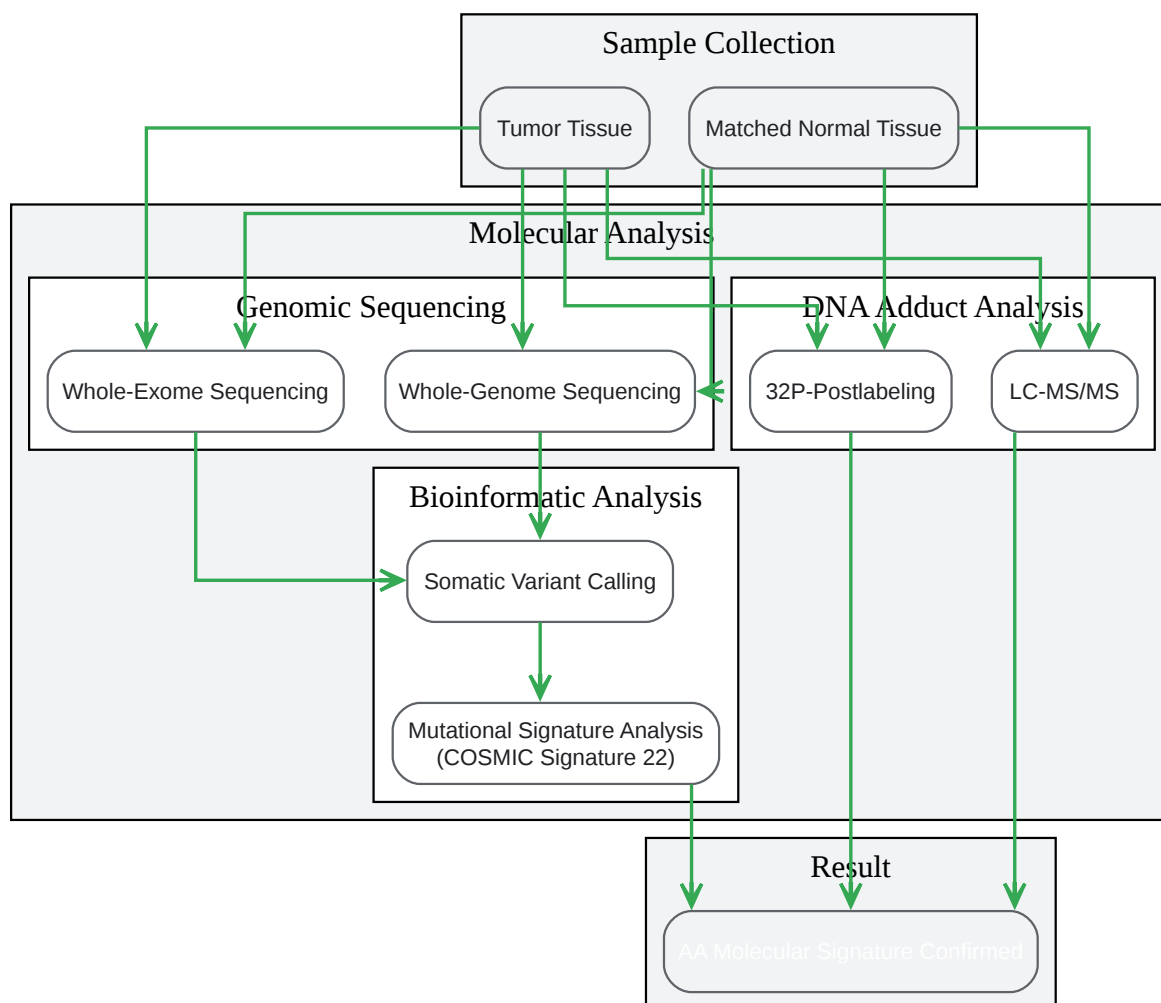 Sample Collection
Tumor Tissue
Matched Normal Tissue
Molecular Analysis
Genomic Sequencing
DNA Adduct Analysis
Whole-Exome Sequencing
Whole-Genome Sequencing
32P-Postlabeling
LC-MS/MS
Bioinformatic Analysis
Somatic Variant Calling
Mutational Signature Analysis
(COSMIC Signature 22)
Result
AA Molecular Signature Confirmed